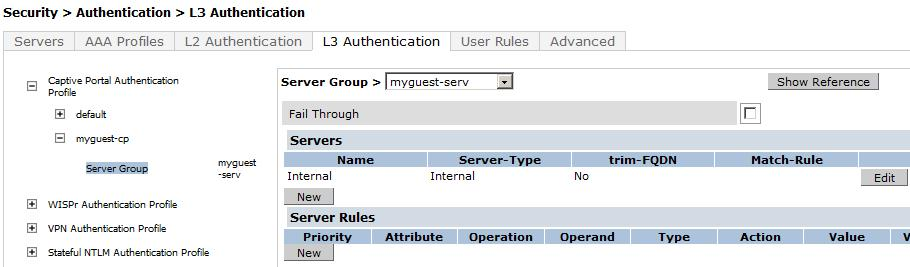 Security > Authentication > L3 Authentication
Servers AAA Profiles L2 Authentication L3 Authentication User Rules Advanced
Captive Portal Authentication
Profile
default
myguest-cp
Server Group myguest
-serv
WISPr Authentication Profile
VPN Authentication Profile
Stateful NTLM Authentication Profile
Server Group > myguest-serv Show Reference
Fail Through
Servers
Name Server-Type trim-FQDN Match-Rule
Internal Internal No Edit
New
Server Rules
Priority Attribute Operation Operand Type Action Value
New